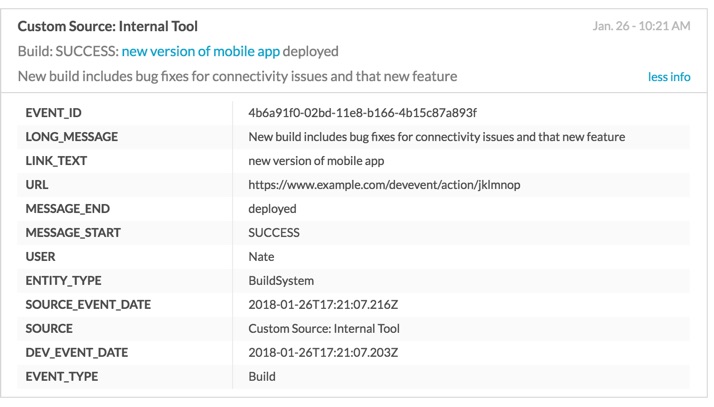 Custom Source: Internal Tool Jan. 26 - 10:21 AM
Build: SUCCESS: new version of mobile app deployed
New build includes bug fixes for connectivity issues and that new feature less info
EVENT_ID 4b6a91f0-02bd-11e8-b166-4b15c87a893f
LONG_MESSAGE New build includes bug fixes for connectivity issues and that new feature
LINK_TEXT new version of mobile app
URL https://www.example.com/devevent/action/jklmnop
MESSAGE_END deployed
MESSAGE_START SUCCESS
USER Nate
ENTITY_TYPE BuildSystem
SOURCE_EVENT_DATE 2018-01-26T17:21:07.216Z
SOURCE Custom Source: Internal Tool
DEV_EVENT_DATE 2018-01-26T17:21:07.203Z
EVENT_TYPE Build